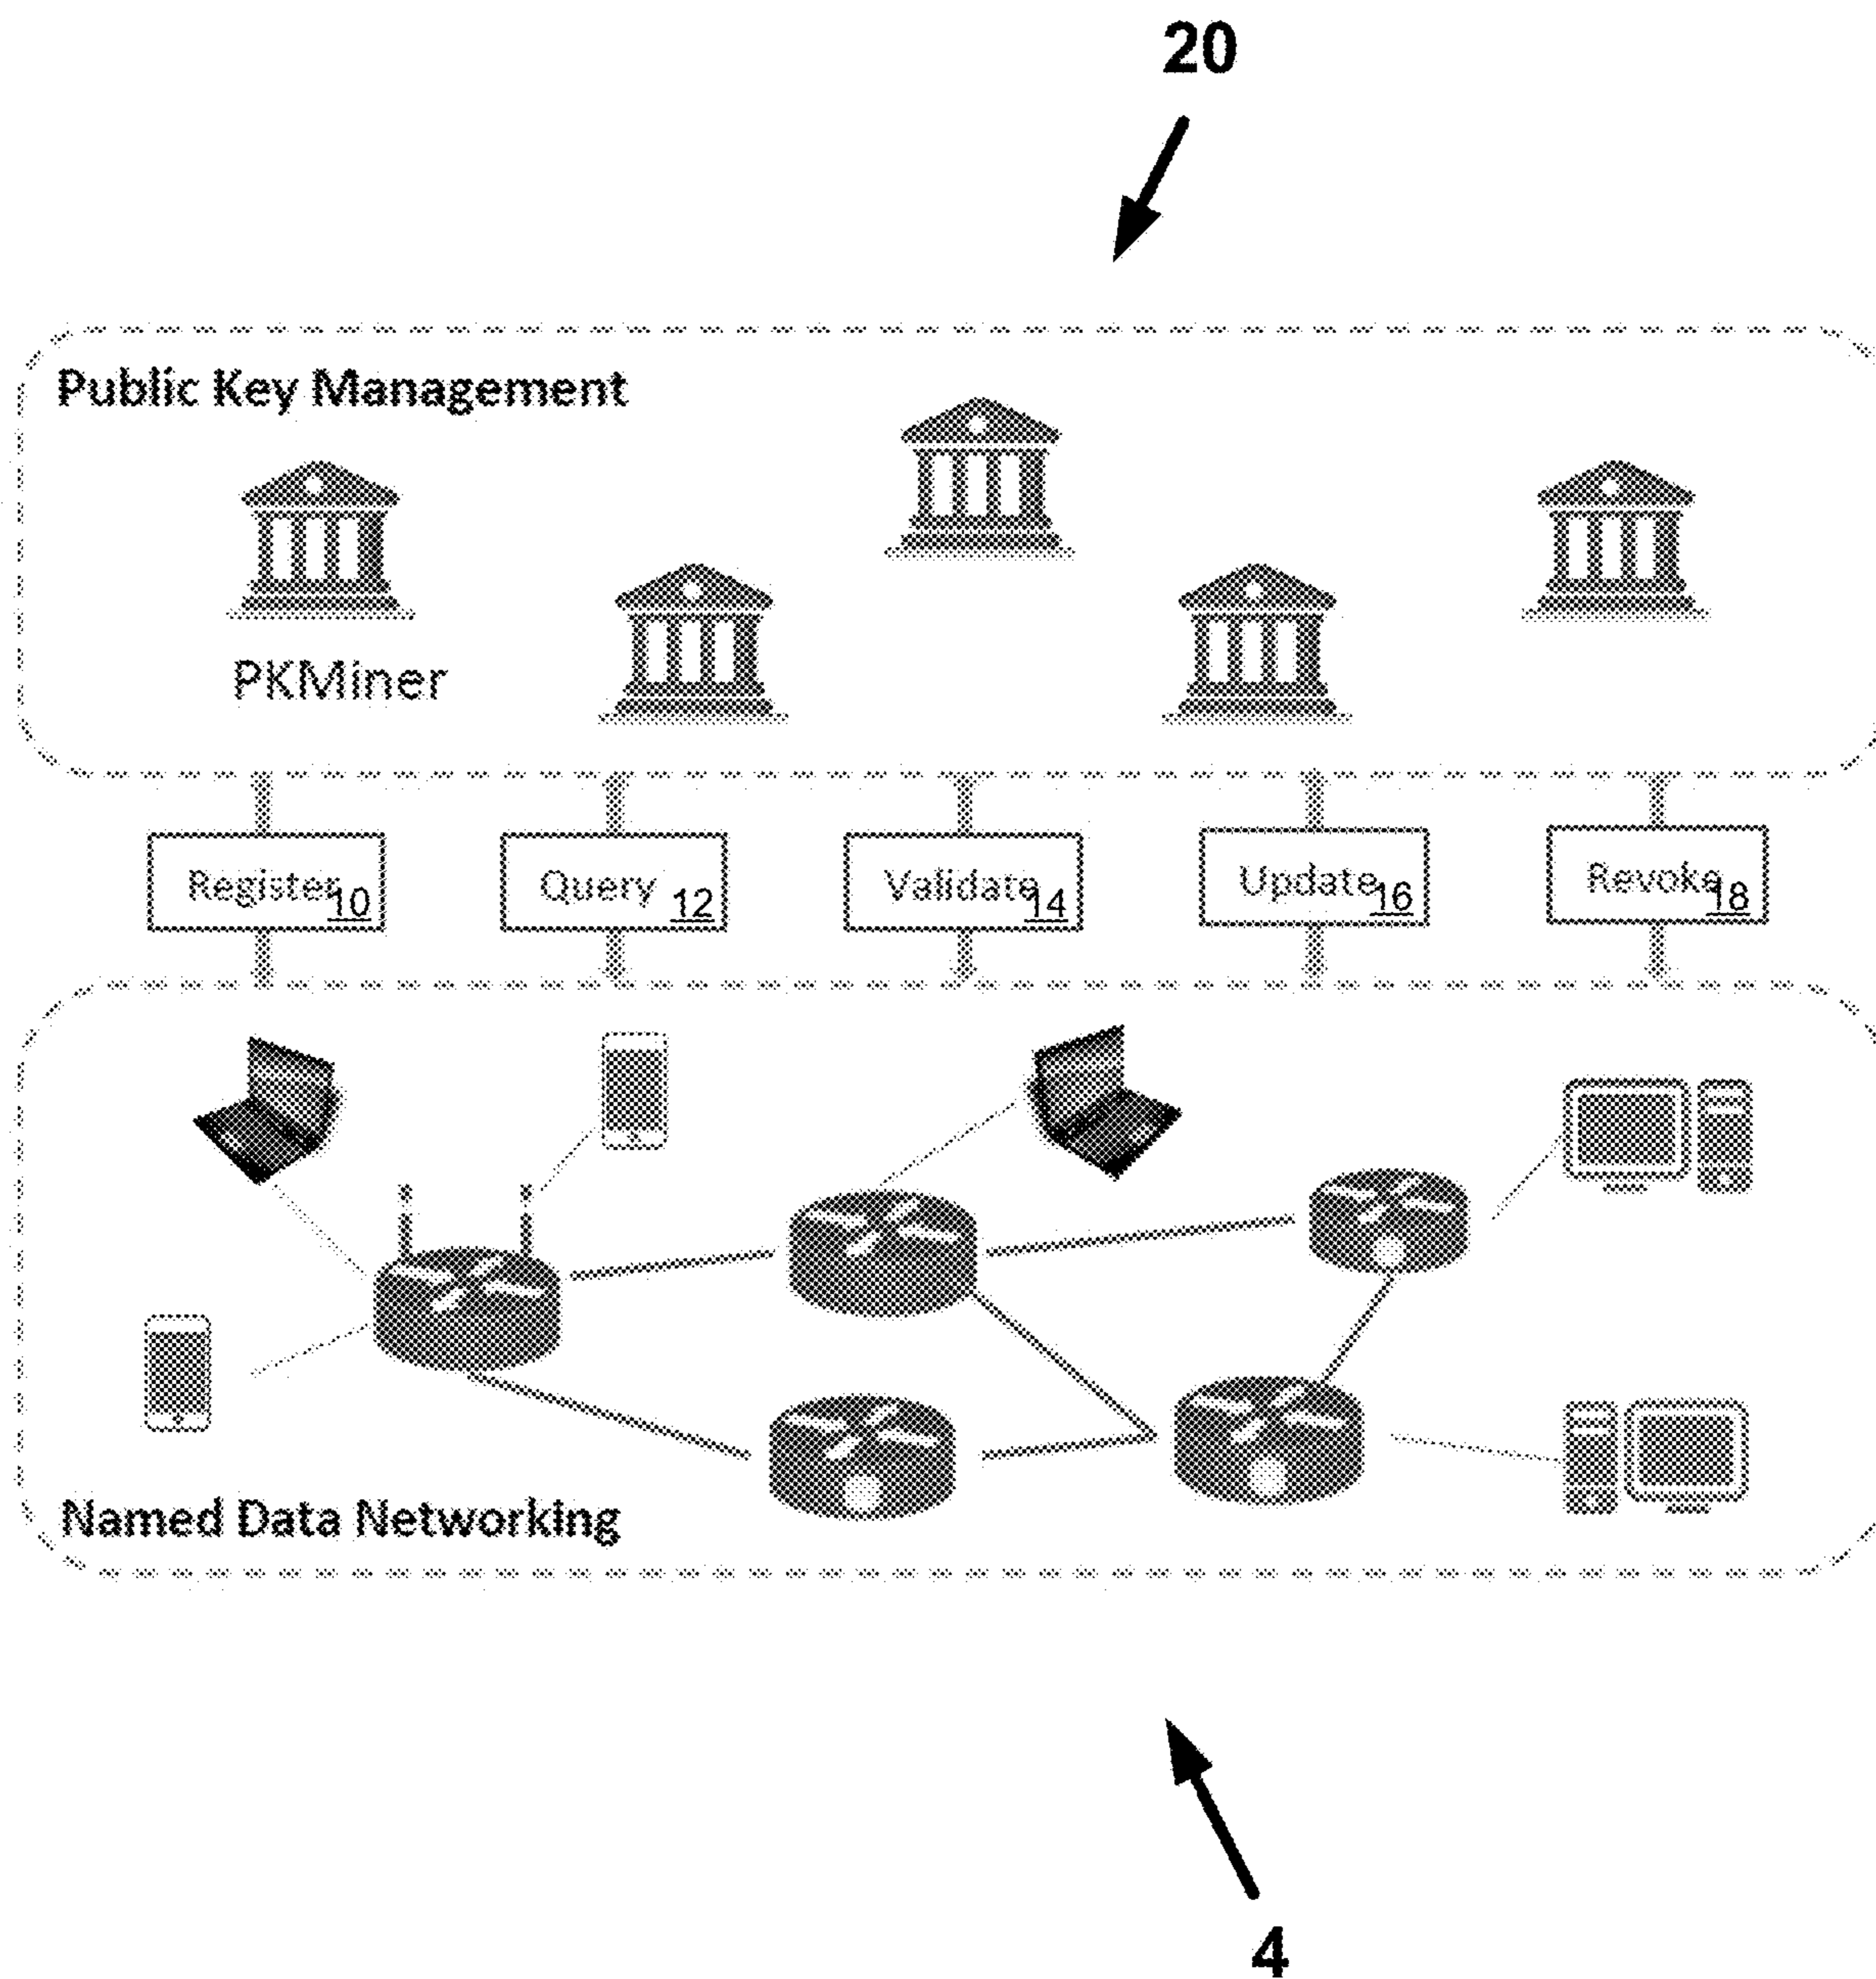 20
Public Key Management
PKMiner
Register 10
Query 12
Validate 14
Update 16
Revoke 18
Named Data Networking
4